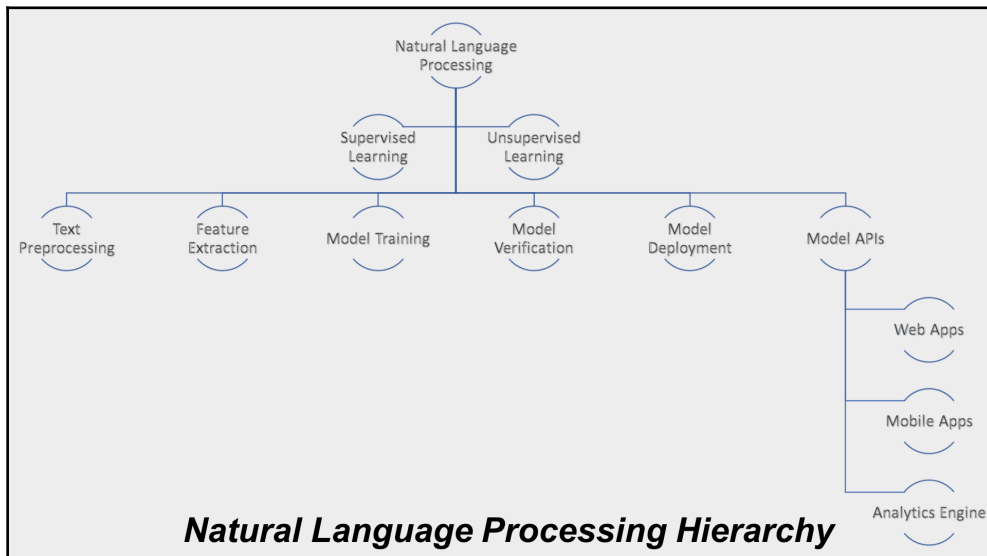 Natural Language
Processing
Supervised
Learning
Unsupervised
Learning
Text
Preprocessing
Feature
Extraction
Model Training
Model
Verification
Model
Deployment
Model APIs
Web Apps
Mobile Apps
Analytics Engine
Natural Language Processing Hierarchy